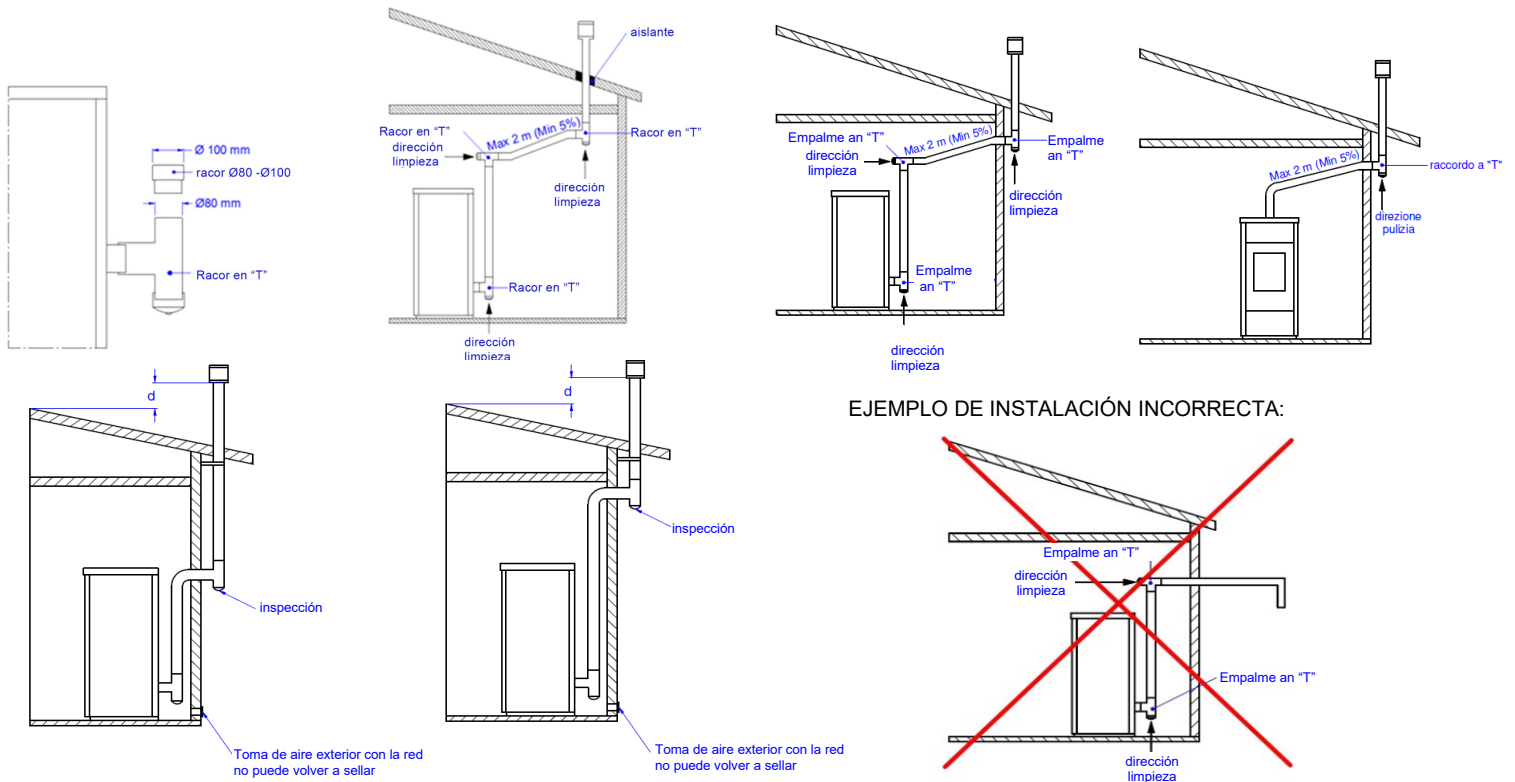 Ø 100 mm
racor Ø80 -Ø100
Ø80 mm
Racor en “T”
aislante
Racor en “T”
dirección
limpieza
Max 2 m (Min 5%)
Racor en “T”
dirección
limpieza
Racor en “T”
dirección
limpieza
Empalme an “T”
dirección
limpieza
Max 2 m (Min 5%)
Empalme
an “T”
dirección
limpieza
Empalme
an “T”
dirección
limpieza
Max 2 m (Min 5%)
raccordo a "T"
direzione
pulizia
d
inspección
Toma de aire exterior con la red
no puede volver a sellar
d
inspección
Toma de aire exterior con la red
no puede volver a sellar
EJEMPLO DE INSTALACIÓN INCORRECTA:
Empalme an “T”
dirección
limpieza
Empalme an “T”
dirección
limpieza